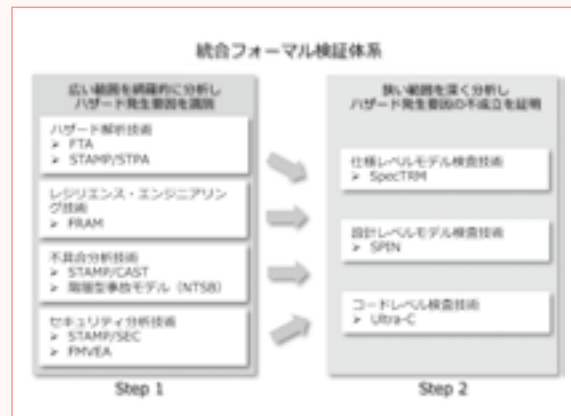 統合フォーマル検証体系
広い範囲を網羅的に分析し
ハザード発生要因を識別
ハザード解析技術
➢ FTA
➢ STAMP/STPA
レジリエンス・エンジニアリン
グ技術
➢ FRAM
不具合分析技術
➢ STAMP/CAST
➢ 階層型事故モデル（NTSB）
セキュリティ分析技術
➢ STAMP/SEC
➢ FMVEA
Step 1
狭い範囲を深く分析し
ハザード発生要因の不成立を証明
仕様レベルモデル検査技術
➢ SpecTRM
設計レベルモデル検査技術
➢ SPIN
コードレベル検査技術
➢ Ultra-C
Step 2